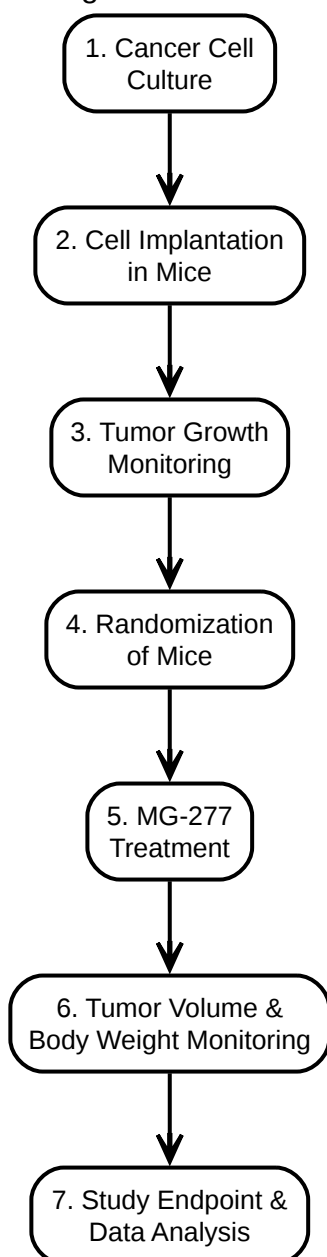 1. Cancer Cell
Culture
2. Cell Implantation
in Mice
3. Tumor Growth
Monitoring
4. Randomization
of Mice
5. MG-277
Treatment
6. Tumor Volume &
Body Weight Monitoring
7. Study Endpoint &
Data Analysis